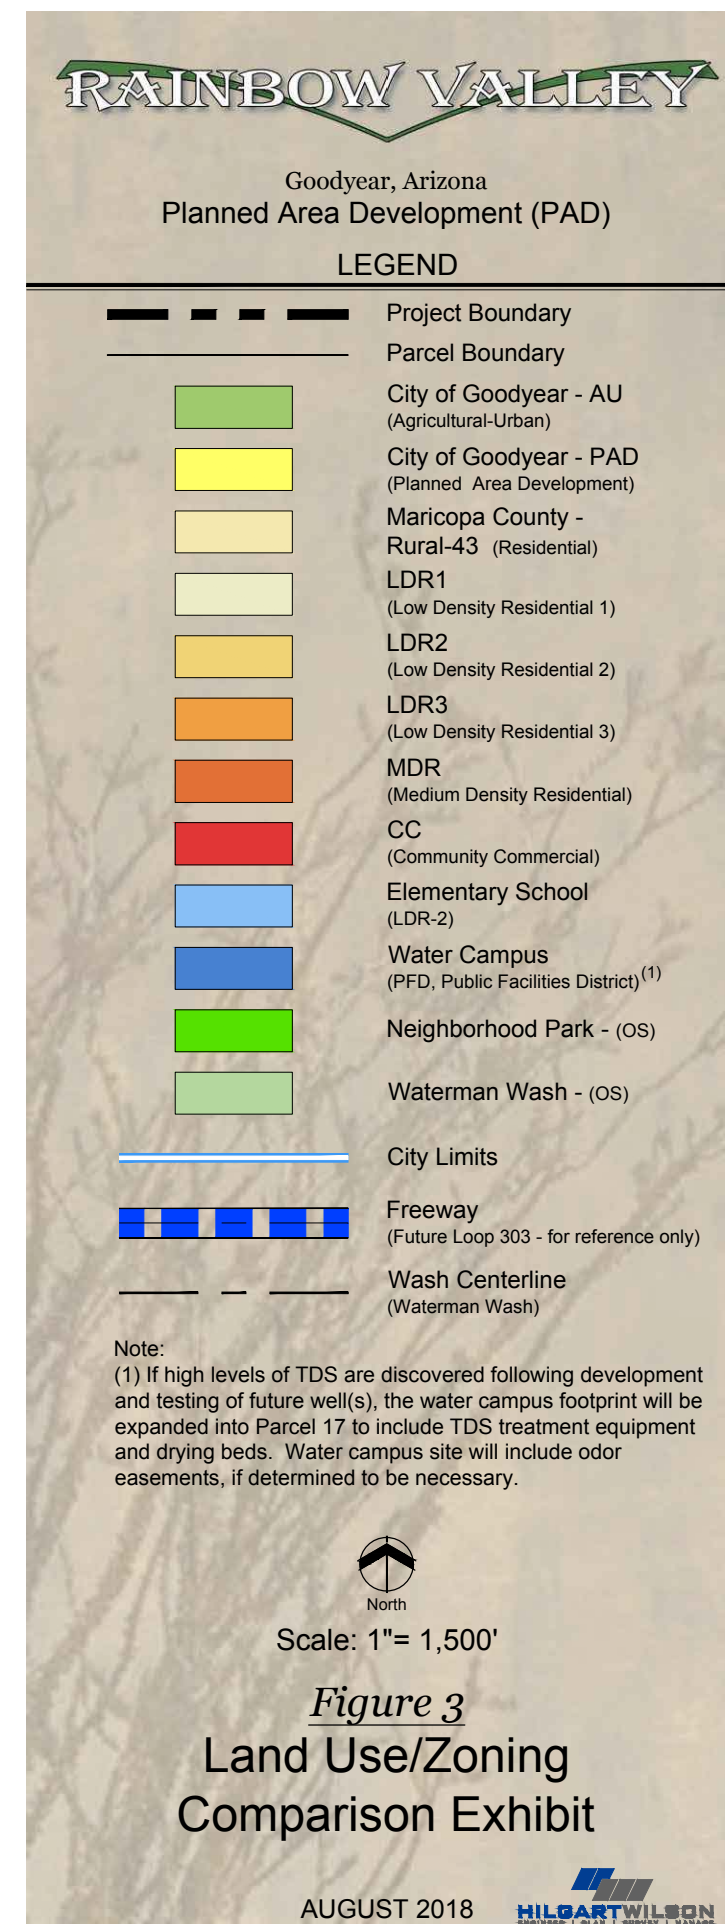 RAINBOW VALLEY
Goodyear, Arizona
Planned Area Development (PAD)
LEGEND
Project Boundary
Parcel Boundary
City of Goodyear - AU
(Agricultural-Urban)
City of Goodyear - PAD
(Planned Area Development)
Maricopa County -
Rural-43 (Residential)
LDR1
(Low Density Residential 1)
LDR2
(Low Density Residential 2)
LDR3
(Low Density Residential 3)
MDR
(Medium Density Residential)
CC
(Community Commercial)
Elementary School
(LDR-2)
Water Campus
(PFD, Public Facilities District)(1)
Neighborhood Park - (OS)
Waterman Wash - (OS)
City Limits
Freeway
(Future Loop 303 - for reference only)
Wash Centerline
(Waterman Wash)
Note:
(1) If high levels of TDS are discovered following development
and testing of future well(s), the water campus footprint will be
expanded into Parcel 17 to include TDS treatment equipment
and drying beds. Water campus site will include odor
easements, if determined to be necessary.
North
Scale: 1"= 1,500'
Figure 3
Land Use/Zoning
Comparison Exhibit
AUGUST 2018
HILGARTWILSON
ENGINEER | PLAN | SURVEY | MANAGE